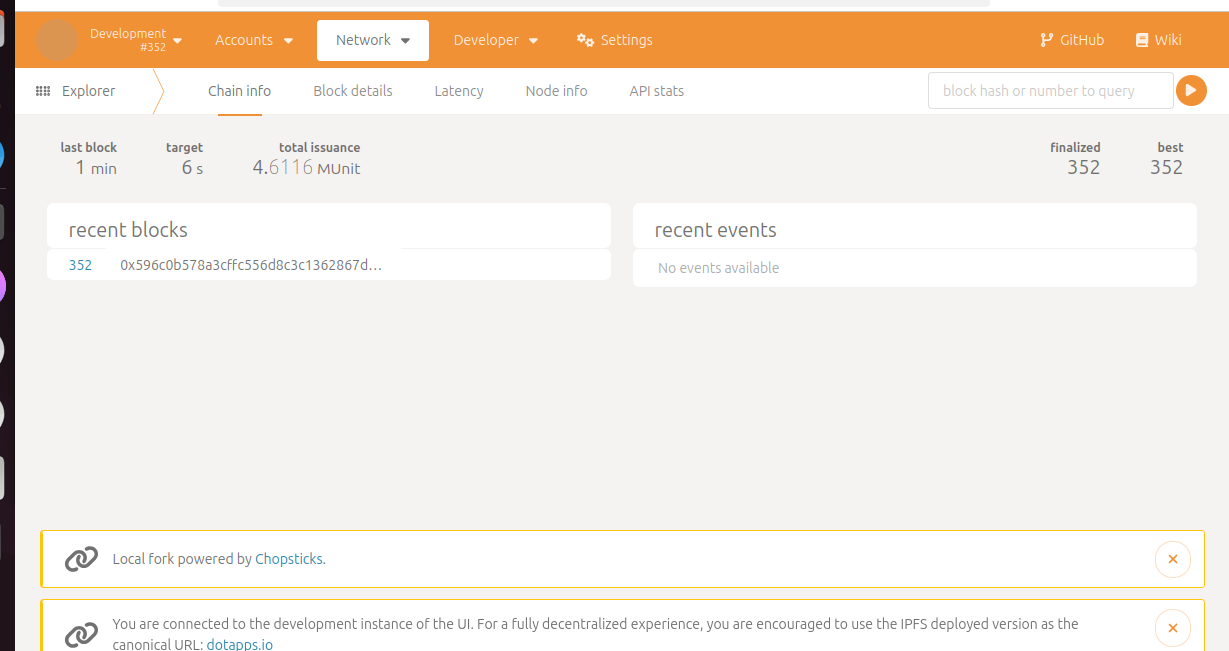 Development
#352
Accounts
Network
Developer
Settings
GitHub
Wiki
Explorer
Chain info
Block details
Latency
Node info
API stats
block hash or number to query
last block
1 min
target
6 s
total issuance
4.6116 MUnit
finalized
352
best
352
recent blocks
352 0x596c0b578a3cffc556d8c3c1362867d…
recent events
No events available
Local fork powered by Chopsticks.
You are connected to the development instance of the UI. For a fully decentralized experience, you are encouraged to use the IPFS deployed version as the
canonical URL: dotapps.io